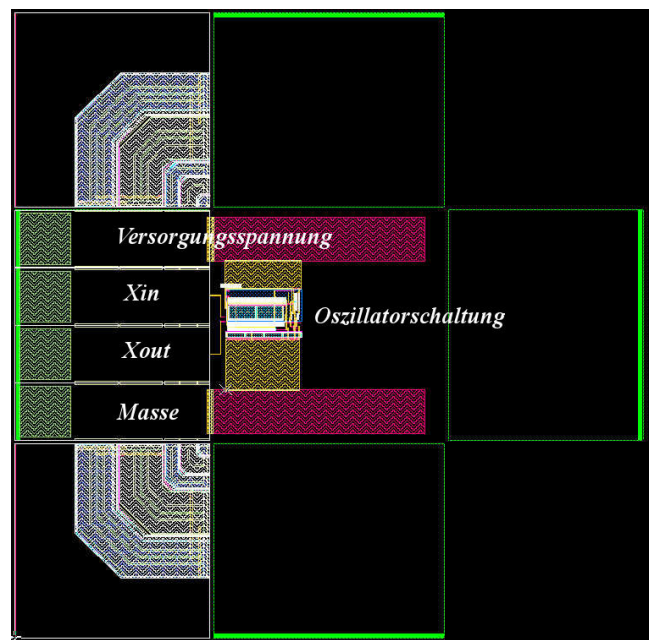 Versorgungsspannung
Xin
Oszillatorschaltung
Xout
Masse